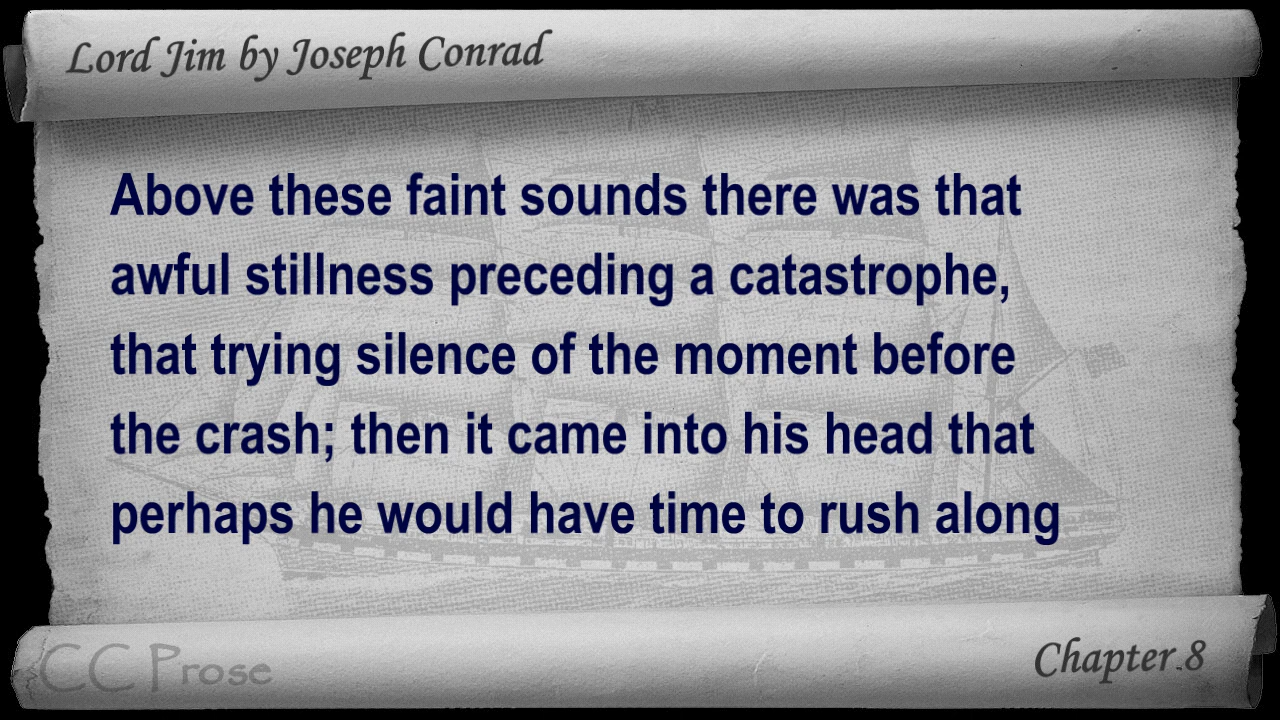 Lord Jim by Joseph Conrad
Above these faint sounds there was that
awful stillness preceding a catastrophe,
that trying silence of the moment before
the crash; then it came into his head that
perhaps he would have time to rush along
CC Prose
Chapter 8